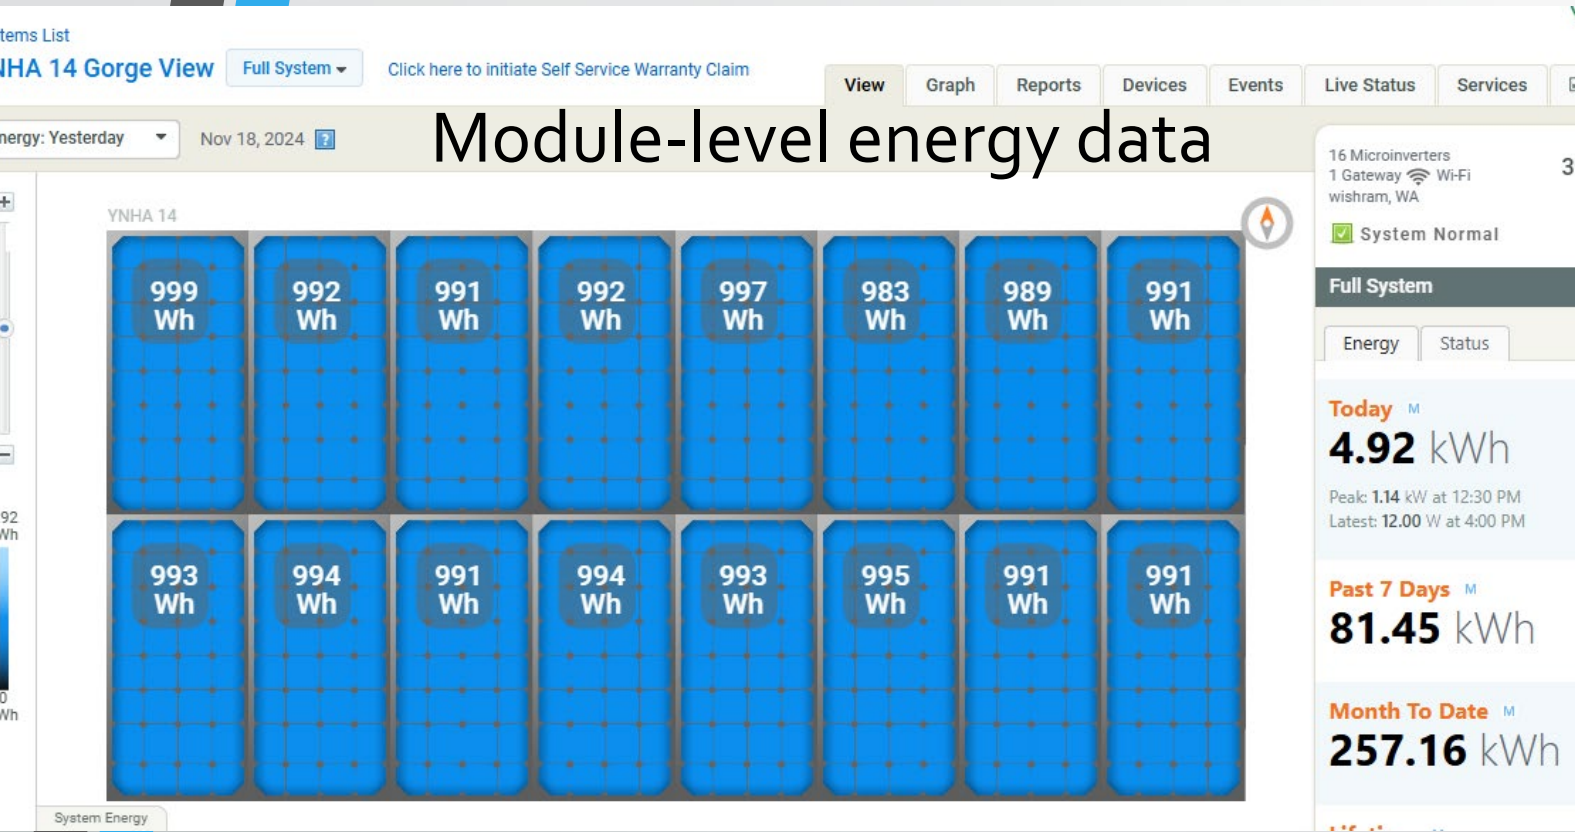 tems List
NHA 14 Gorge View
Full System
Click here to initiate Self Service Warranty Claim
View
Graph
Reports
Devices
Events
Live Status
Services
nergy: Yesterday
Nov 18, 2024
?
Module-level energy data
16 Microinverters
1 Gateway Wi-Fi
wishram, WA
3
System Normal
Full System
Energy
Status
Today M
4.92 kWh
Peak: 1.14 kW at 12:30 PM
Latest: 12.00 W at 4:00 PM
Past 7 Days M
81.45 kWh
Month To Date M
257.16 kWh
YNHA 14
999 Wh
992 Wh
991 Wh
992 Wh
997 Wh
983 Wh
989 Wh
991 Wh
993 Wh
994 Wh
991 Wh
994 Wh
993 Wh
995 Wh
991 Wh
991 Wh
92
Wh
0
Wh
System Energy